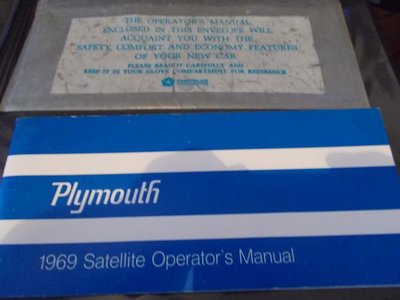 THE OPERATOR'S MANUAL
ENCLOSED IN THIS ENVELOPE WILL
ACQUAINT YOU WITH THE
SAFETY, COMFORT AND ECONOMY FEATURES
OF YOUR NEW CAR
PLEASE READ IT CAREFULLY AND
KEEP IT IN YOUR GLOVE COMPARTMENT FOR REFERENCE
Plymouth
1969 Satellite Operator's Manual